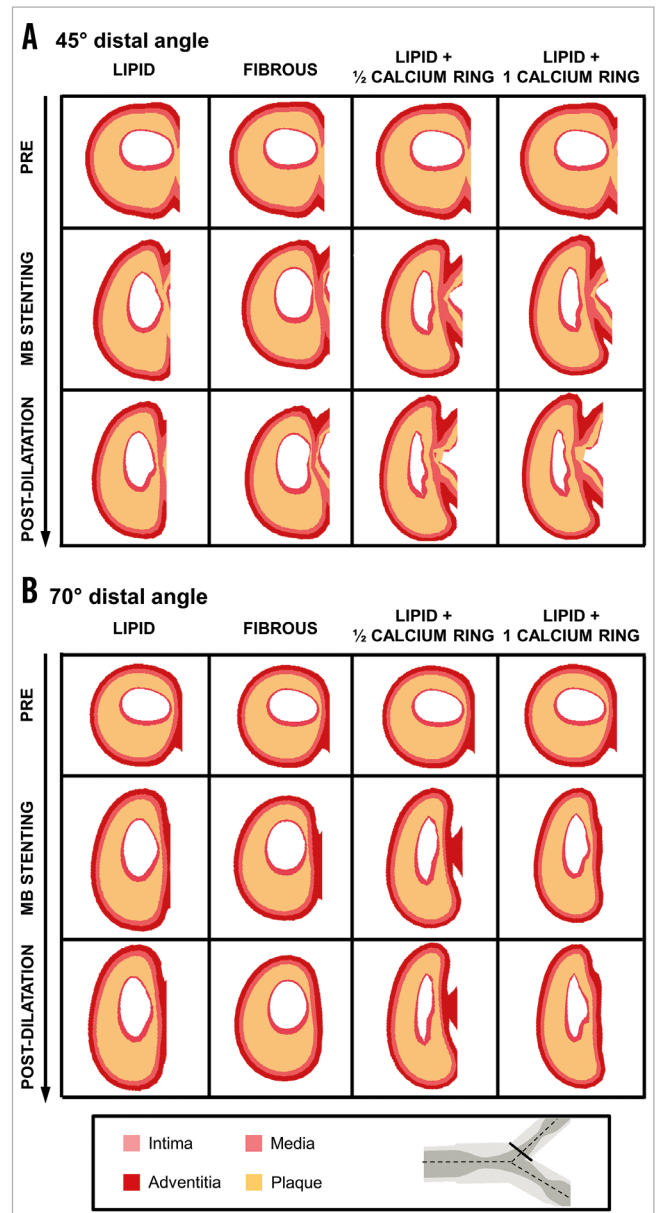 A 45° distal angle
LIPID
FIBROUS
LIPID +
½ CALCIUM RING
LIPID +
1 CALCIUM RING
PRE
MB STENTING
POST-DILATATION
B 70° distal angle
LIPID
FIBROUS
LIPID +
½ CALCIUM RING
LIPID +
1 CALCIUM RING
PRE
MB STENTING
POST-DILATATION
Intima
Media
Adventitia
Plaque